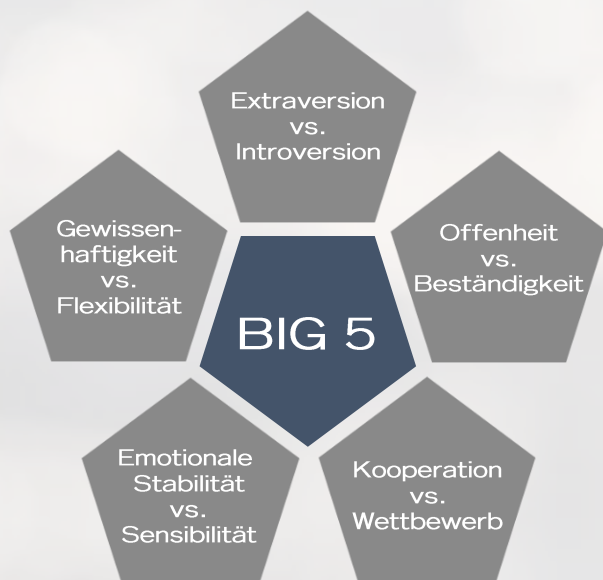 Extraversion
vs.
Introversion
Gewissen-
haftigkeit
vs.
Flexibilität
Offenheit
vs.
Beständigkeit
BIG 5
Emotionale
Stabilität
vs.
Sensibilität
Kooperation
vs.
Wettbewerb